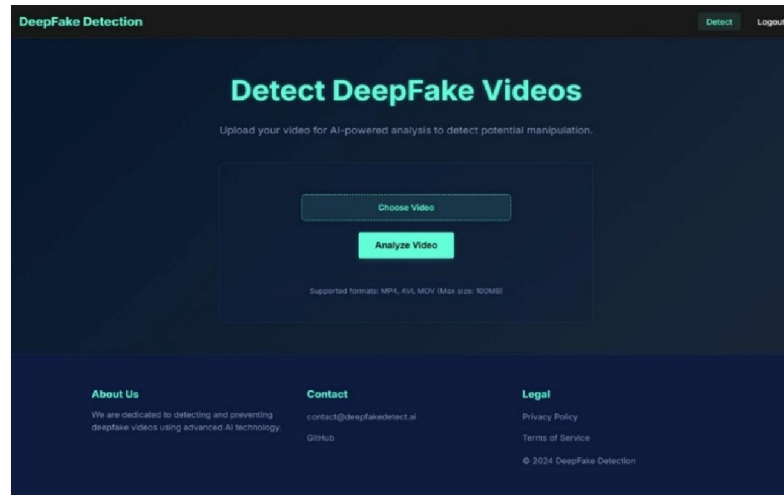 DeepFake Detection
Detect
Logout
Detect DeepFake Videos
Upload your video for AI-powered analysis to detect potential manipulation.
Choose Video
Analyze Video
Supported formats: MP4, AVI, MOV (Max size: 100MB)
About Us
We are dedicated to detecting and preventing
deepfake videos using advanced AI technology.
Contact
contact@deepfakedetect.ai
GitHub
Legal
Privacy Policy
Terms of Service
© 2024 DeepFake Detection